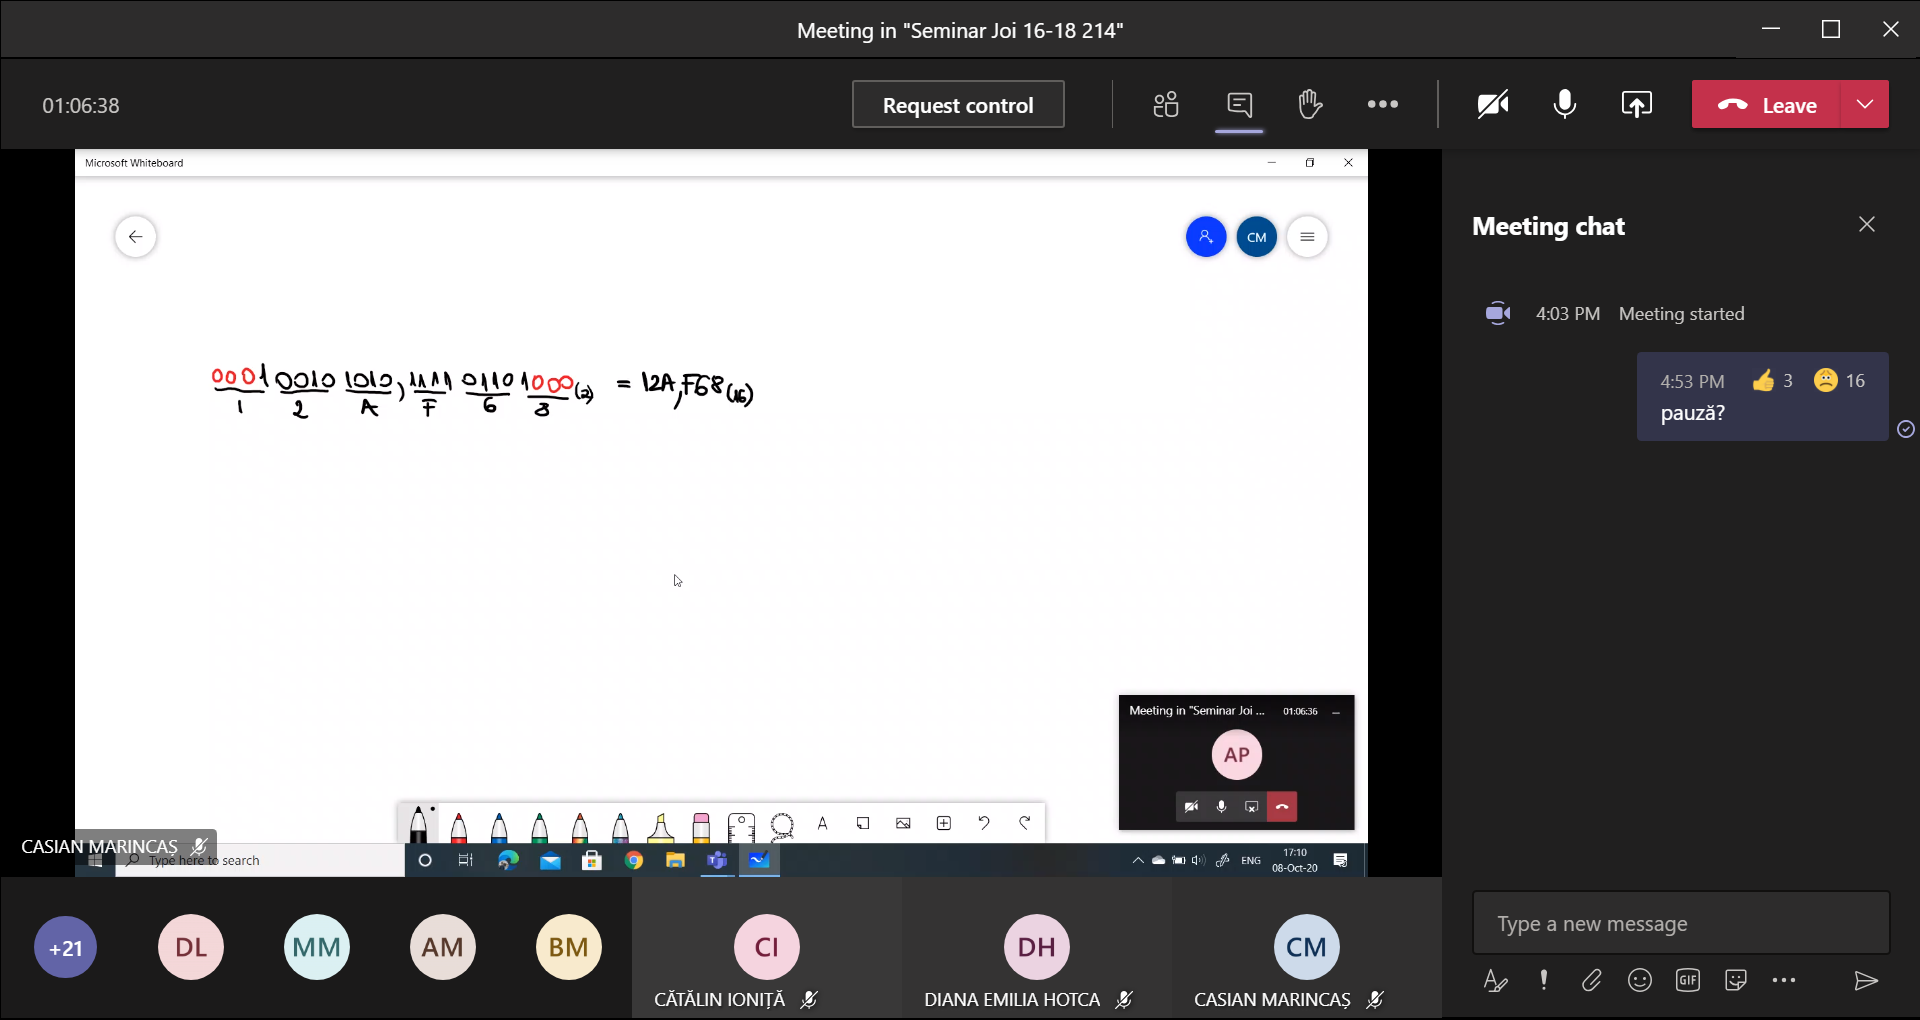 Meeting in "Seminar Joi 16-18 214"
01:06:38
Request control
Leave
Microsoft Whiteboard
CM
0001 0010 1010, 1111 0110 1000(2) = 12A,F68(16)
1 2 A F 6 8
Meeting in "Seminar Joi ... 01:06:36
AP
A
CASIAN MARINCAȘ
Type here to search
ENG
17:10
08-Oct-20
Meeting chat
4:03 PM Meeting started
4:53 PM 3 16
pauză?
Type a new message
GIF
+21
DL
MM
AM
BM
CI
CĂTĂLIN IONIȚĂ
DH
DIANA EMILIA HOTCA
CM
CASIAN MARINCAȘ